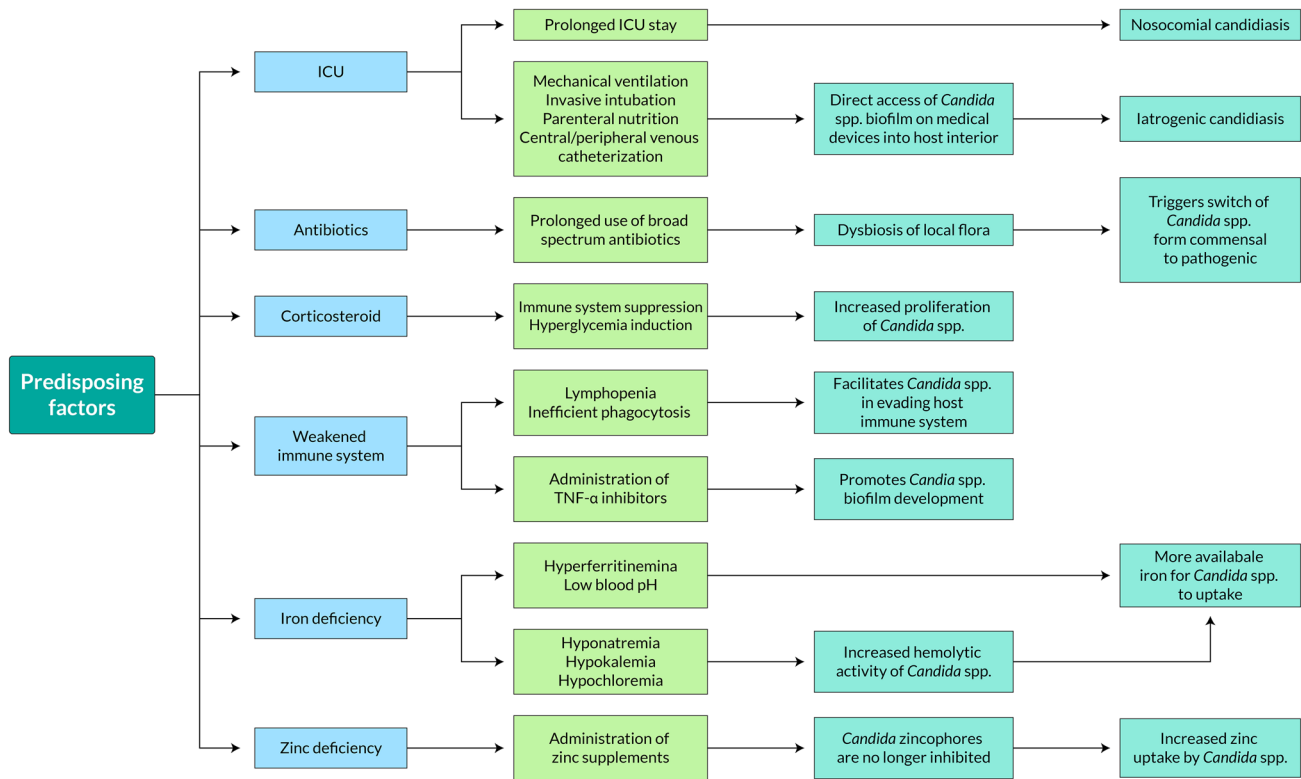 Predisposing
factors
ICU
Prolonged ICU stay
Nosocomial candidiasis
Mechanical ventilation
Invasive intubation
Parenteral nutrition
Central/peripheral venous
catheterization
Direct access of Candida
spp. biofilm on medical
devices into host interior
Iatrogenic candidiasis
Antibiotics
Prolonged use of broad
spectrum antibiotics
Dysbiosis of local flora
Triggers switch of
Candida spp.
form commensal
to pathogenic
Corticosteroid
Immune system suppression
Hyperglycemia induction
Increased proliferation
of Candida spp.
Weakened
immune system
Lymphopenia
Inefficient phagocytosis
Facilitates Candida spp.
in evading host
immune system
Administration of
TNF-α inhibitors
Promotes Candia spp.
biofilm development
Iron deficiency
Hyperferritinemina
Low blood pH
More availabale
iron for Candida spp.
to uptake
Hyponatremia
Hypokalemia
Hypochloremia
Increased hemolytic
activity of Candida spp.
Zinc deficiency
Administration of
zinc supplements
Candida zincophores
are no longer inhibited
Increased zinc
uptake by Candida spp.